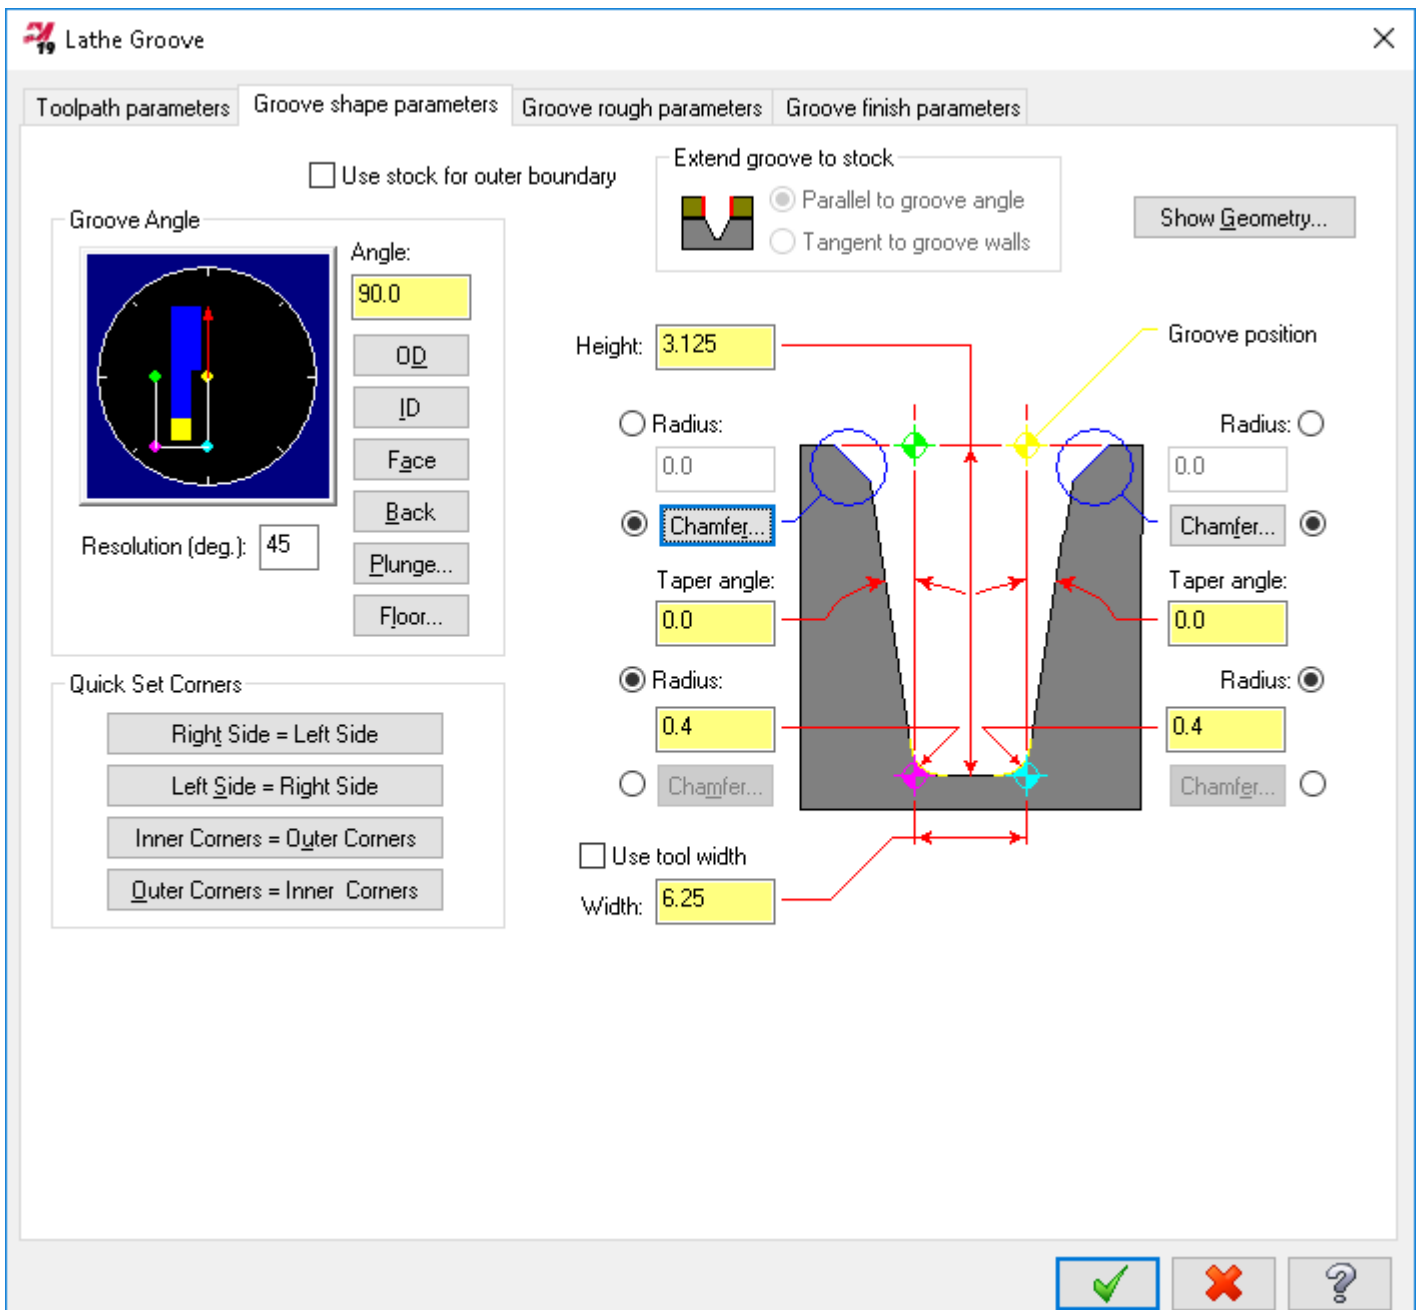 19 Lathe Groove
Toolpath parameters Groove shape parameters Groove rough parameters Groove finish parameters
Use stock for outer boundary
Extend groove to stock
Parallel to groove angle
Tangent to groove walls
Show Geometry...
Groove Angle
Angle:
90.0
OD
ID
Face
Back
Plunge...
Floor...
Resolution (deg.): 45
Quick Set Corners
Right Side = Left Side
Left Side = Right Side
Inner Corners = Outer Corners
Outer Corners = Inner Corners
Height: 3.125
Groove position
Radius:
0.0
Chamfer...
Taper angle:
0.0
Radius:
0.4
Chamfer...
Radius:
0.0
Chamfer...
Taper angle:
0.0
Radius:
0.4
Chamfer...
Use tool width
Width: 6.25